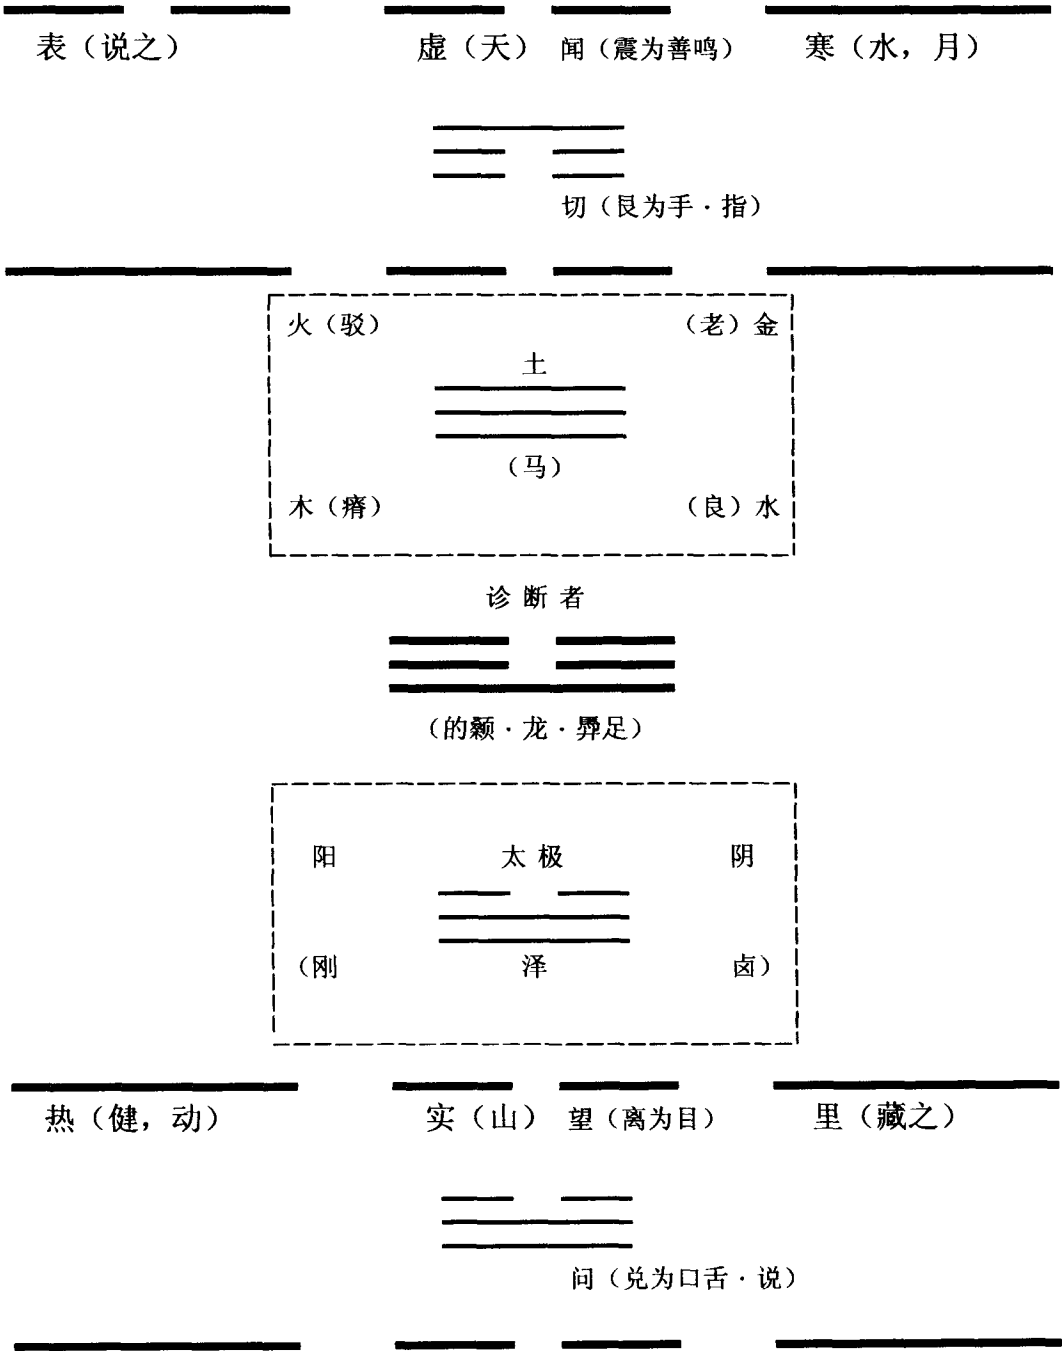 表（说之） 虚（天） 闻（震为善鸣） 寒（水，月）
切（艮为手·指）
火（驳） （老）金
土
（马）
木（瘠） （良）水
诊断者
（的颡·龙·馵足）
阳 太极 阴
（刚 泽 卤）
热（健，动） 实（山） 望（离为目） 里（藏之）
问（兑为口舌·说）